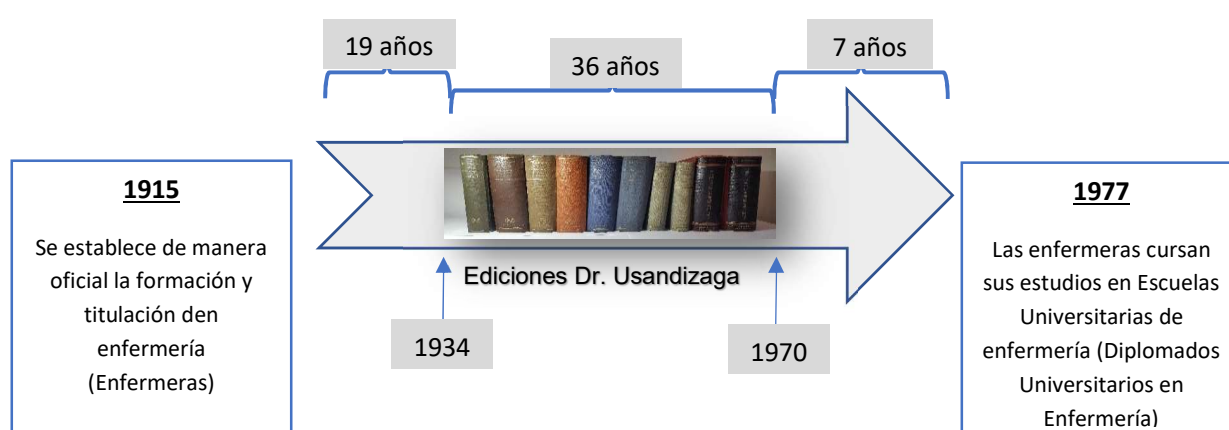 19 años
36 años
7 años
1915
Se establece de manera
oficial la formación y
titulación den
enfermería
(Enfermeras)
Ediciones Dr. Usandizaga
1934
1970
1977
Las enfermeras cursan
sus estudios en Escuelas
Universitarias de
enfermería (Diplomados
Universitarios en
Enfermería)